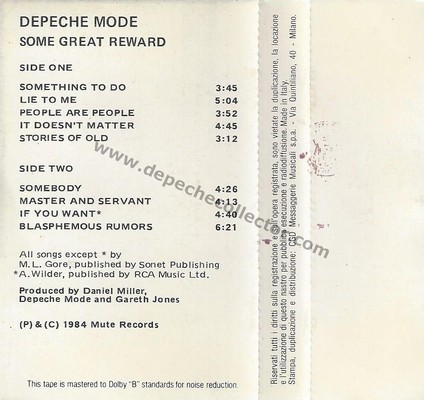 DEPECHE MODE
SOME GREAT REWARD
SIDE ONE
SOMETHING TO DO 3:45
LIE TO ME 5:04
PEOPLE ARE PEOPLE 3:52
IT DOESN'T MATTER 4:45
STORIES OF OLD 3:12
SIDE TWO
SOMEBODY 4:26
MASTER AND SERVANT 4:13
IF YOU WANT* 4:40
BLASPHEMOUS RUMORS 6:21
All songs except * by
M.L. Gore, published by Sonet Publishing
*A. Wilder, published by RCA Music Ltd.
Produced by Daniel Miller,
Depeche Mode and Gareth Jones
(P) & (C) 1984 Mute Records
This tape is mastered to Dolby "B" standards for noise reduction.
Riservati tutti i diritti sulla registrazione e sull'opera registrata, sono vietate la duplicazione, la locazione
e l'utilizzazione di questo nastro per pubblica esecuzione e radiodiffusione. Made in Italy.
Stampa, duplicazione e distribuzione: CGD Messaggerie Musicali s.p.a. - Via Quintiliano, 40 - Milano.
www.depechecollector.com